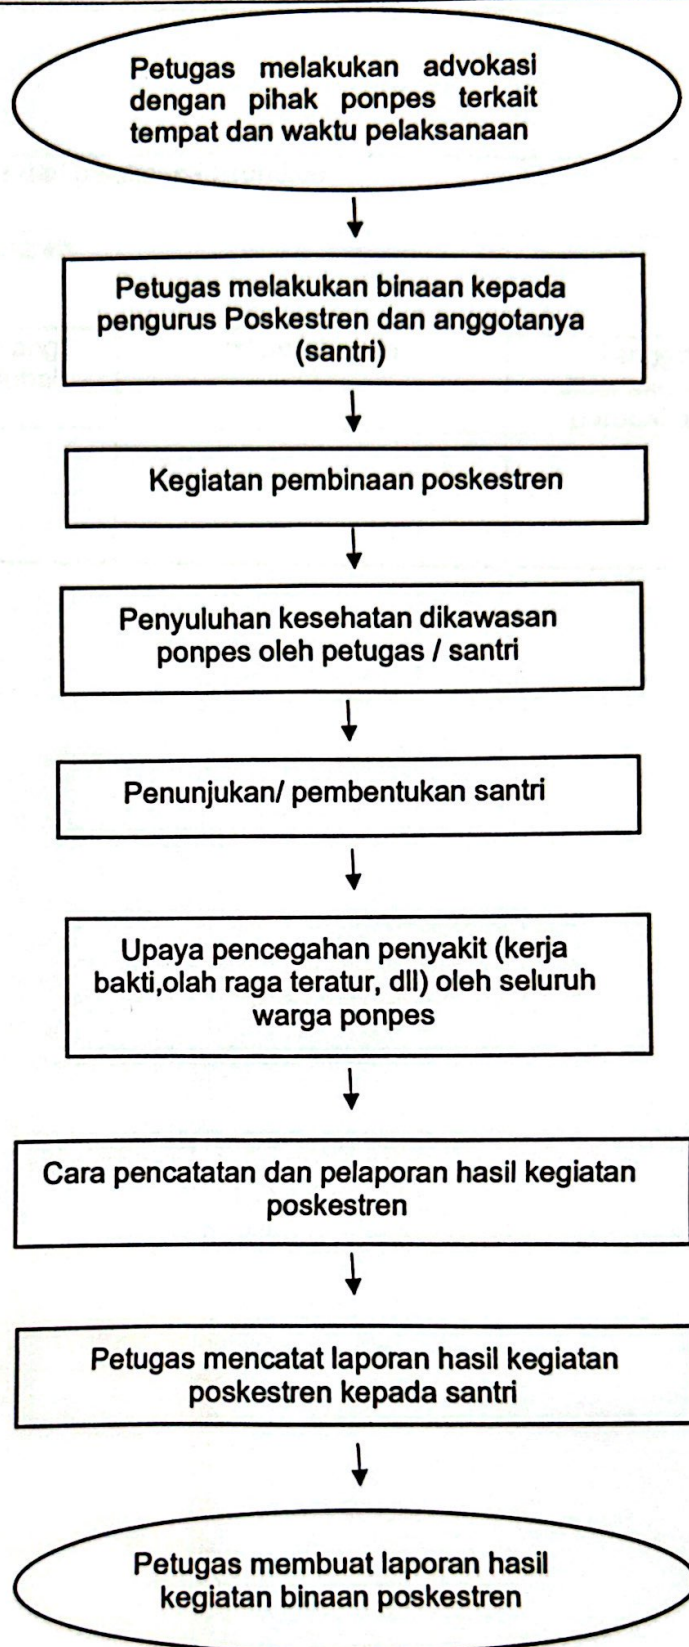 Petugas melakukan advokasi
dengan pihak ponpes terkait
tempat dan waktu pelaksanaan
Petugas melakukan binaan kepada
pengurus Poskestren dan anggotanya
(santri)
Kegiatan pembinaan poskestren
Penyuluhan kesehatan dikawasan
ponpes oleh petugas / santri
Penunjukan/ pembentukan santri
Upaya pencegahan penyakit (kerja
bakti,olah raga teratur, dll) oleh seluruh
warga ponpes
Cara pencatatan dan pelaporan hasil kegiatan
poskestren
Petugas mencatat laporan hasil kegiatan
poskestren kepada santri
Petugas membuat laporan hasil
kegiatan binaan poskestren